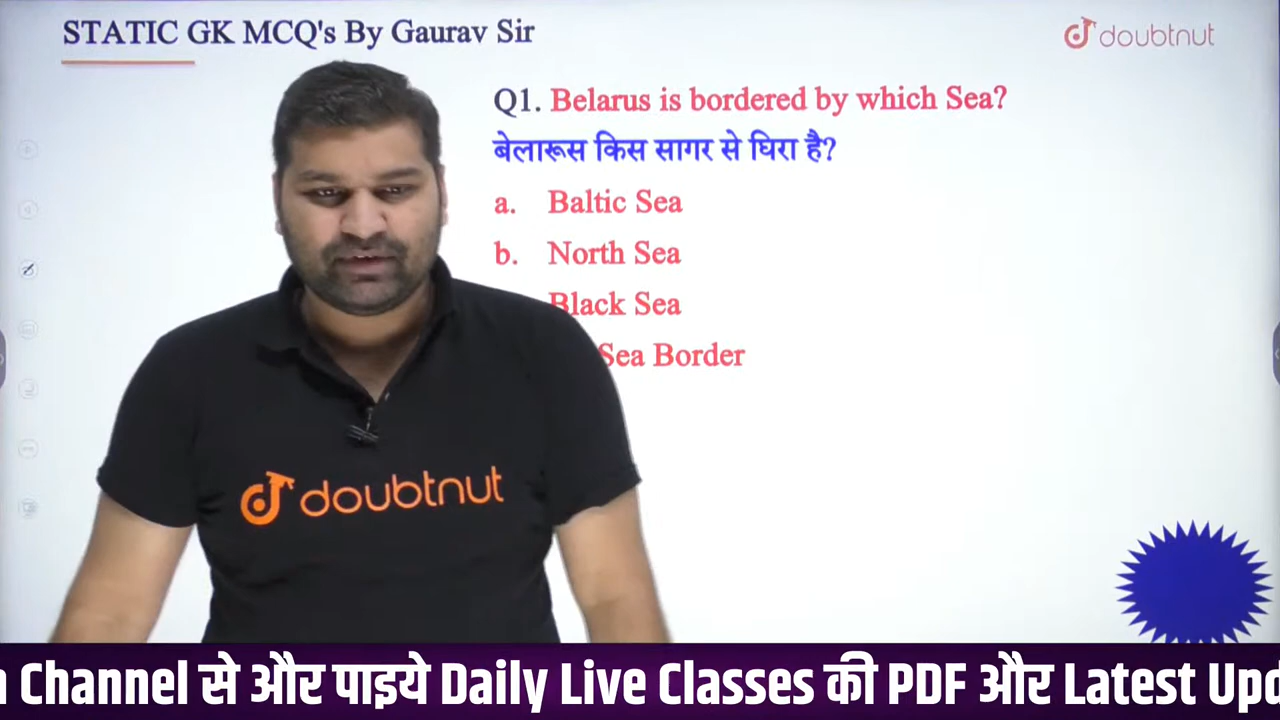 STATIC GK MCQ's By Gaurav Sir
doubtnut
Q1. Belarus is bordered by which Sea?
बेलारूस किस सागर से घिरा है?
a. Baltic Sea
b. North Sea
Black Sea
Sea Border
doubtnut
Channel से और पाइये Daily Live Classes की PDF और Latest